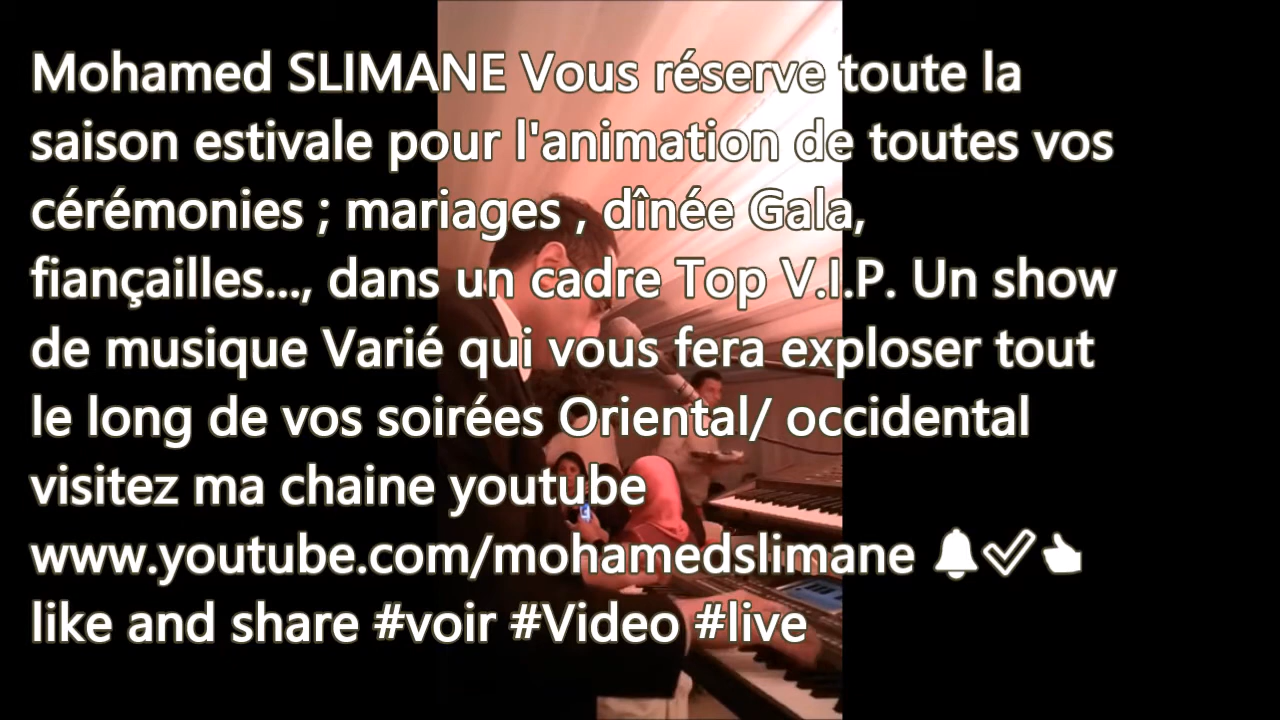 Mohamed SLIMANE Vous réserve toute la
saison estivale pour l'animation de toutes vos
cérémonies ; mariages , dînée Gala,
fiançailles..., dans un cadre Top V.I.P. Un show
de musique Varié qui vous fera exploser tout
le long de vos soirées Oriental/ occidental
visitez ma chaine youtube
www.youtube.com/mohamedslimane 🔔✔👍
like and share #voir #Video #live